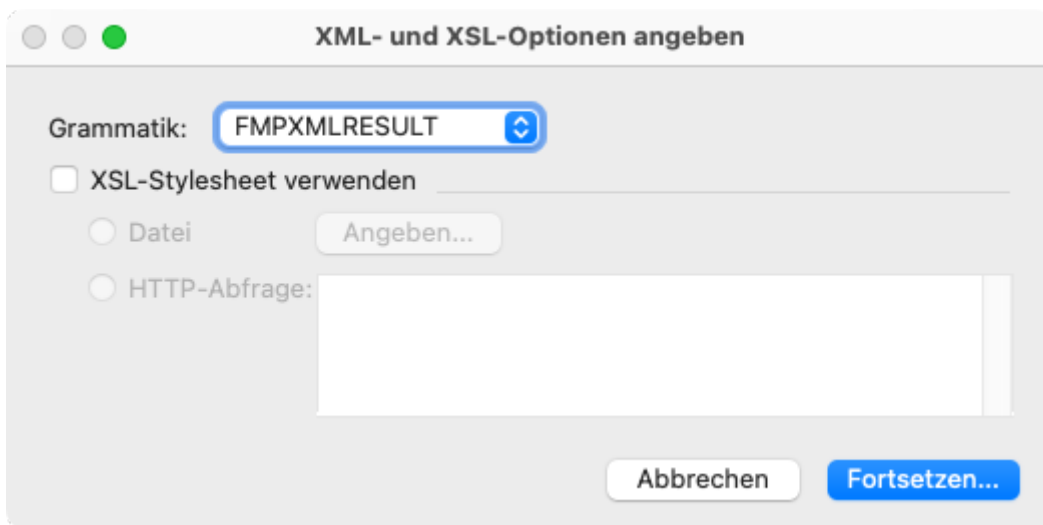 XML- und XSL-Optionen angeben
Grammatik: FMPXMLRESULT
XSL-Stylesheet verwenden
Datei Angeben...
HTTP-Abfrage:
Abbrechen Fortsetzen...